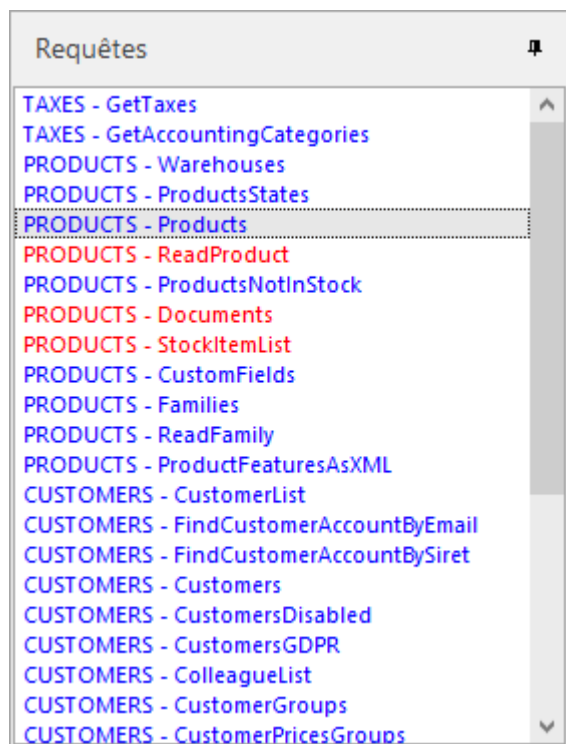 Requêtes
TAXES - GetTaxes
TAXES - GetAccountingCategories
PRODUCTS - Warehouses
PRODUCTS - ProductsStates
PRODUCTS - Products
PRODUCTS - ReadProduct
PRODUCTS - ProductsNotInStock
PRODUCTS - Documents
PRODUCTS - StockItemList
PRODUCTS - CustomFields
PRODUCTS - Families
PRODUCTS - ReadFamily
PRODUCTS - ProductFeaturesAsXML
CUSTOMERS - CustomerList
CUSTOMERS - FindCustomerAccountByEmail
CUSTOMERS - FindCustomerAccountBySiret
CUSTOMERS - Customers
CUSTOMERS - CustomersDisabled
CUSTOMERS - CustomersGDPR
CUSTOMERS - ColleagueList
CUSTOMERS - CustomerGroups
CUSTOMERS - CustomerPricesGroups